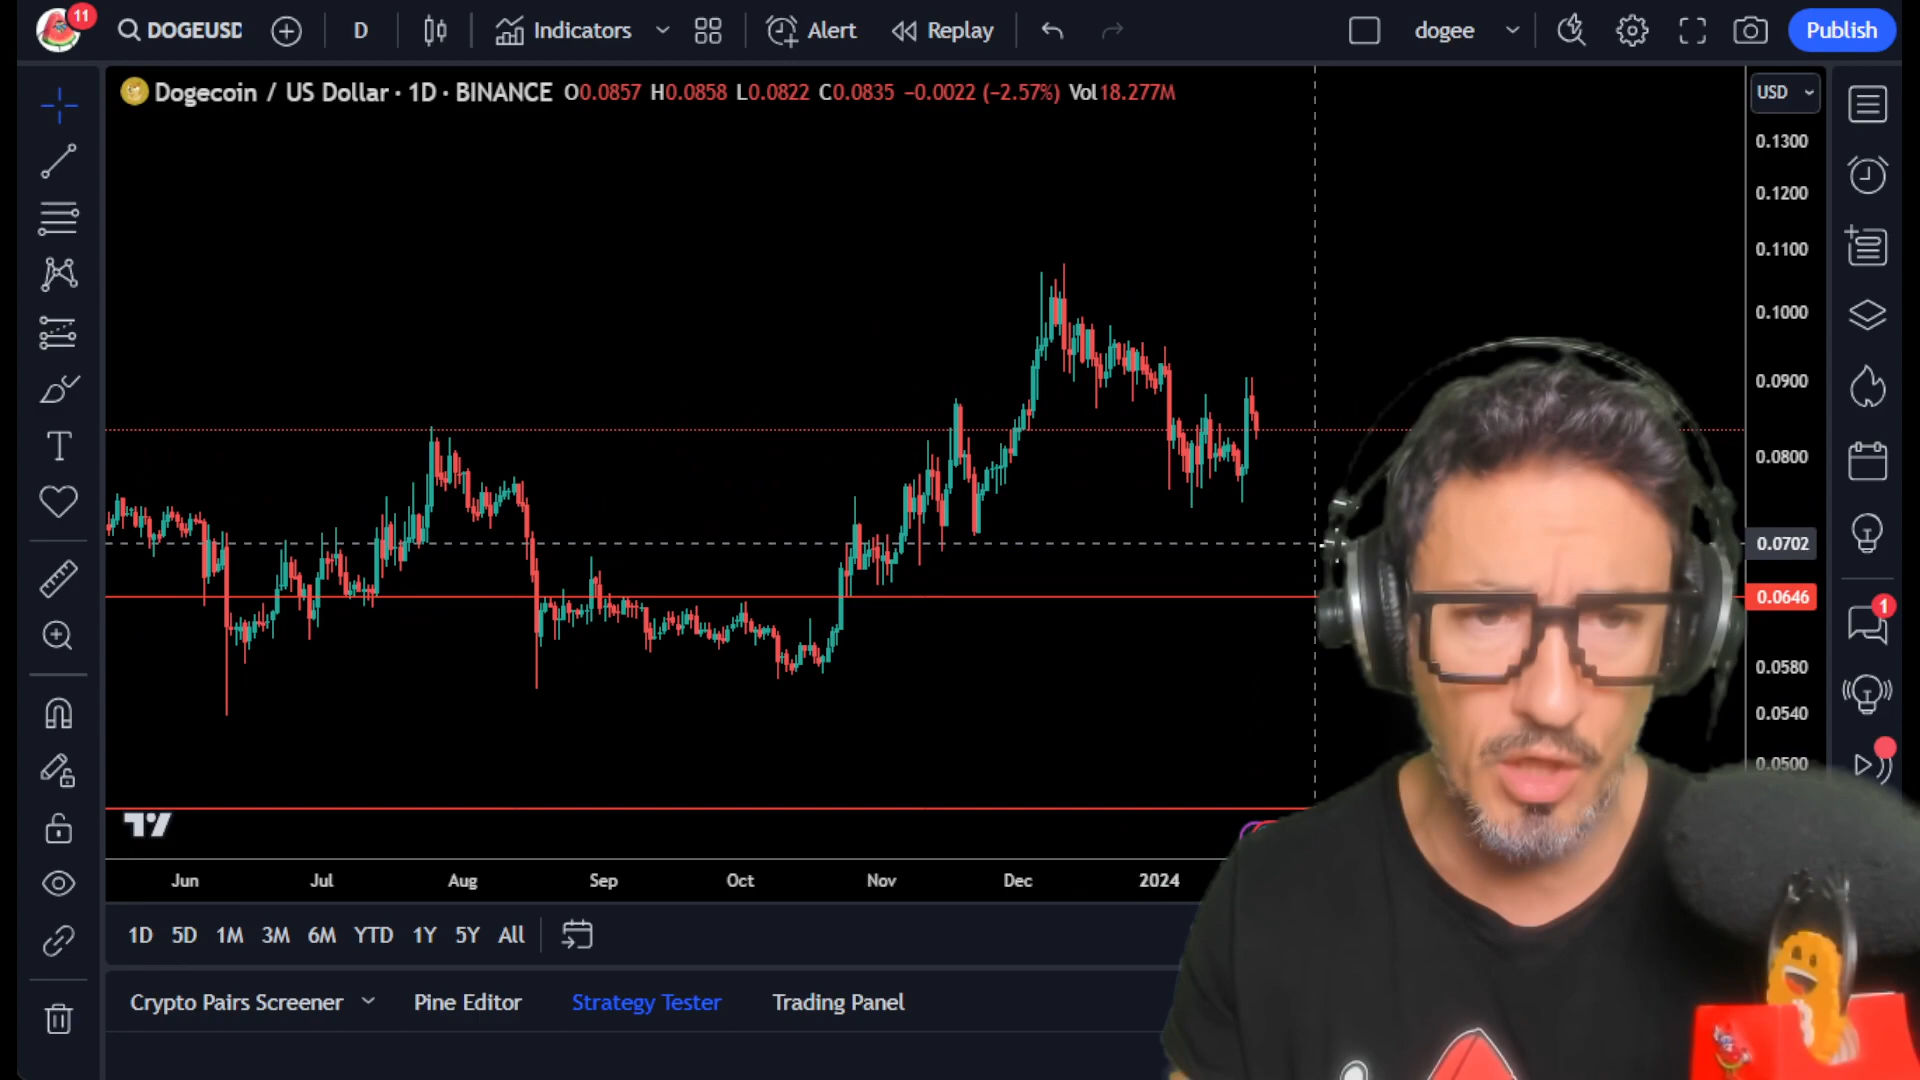 11
DOGEUSD
D
Indicators
Alert
Replay
dogee
Publish
Dogecoin / US Dollar · 1D · BINANCE O0.0857 H0.0858 L0.0822 C0.0835 −0.0022 (−2.57%) Vol18.277M
USD
0.1300
0.1200
0.1100
0.1000
0.0900
0.0800
0.0702
0.0646
0.0580
0.0540
0.0500
1
Jun Jul Aug Sep Oct Nov Dec 2024
1D 5D 1M 3M 6M YTD 1Y 5Y All
Crypto Pairs Screener Pine Editor Strategy Tester Trading Panel